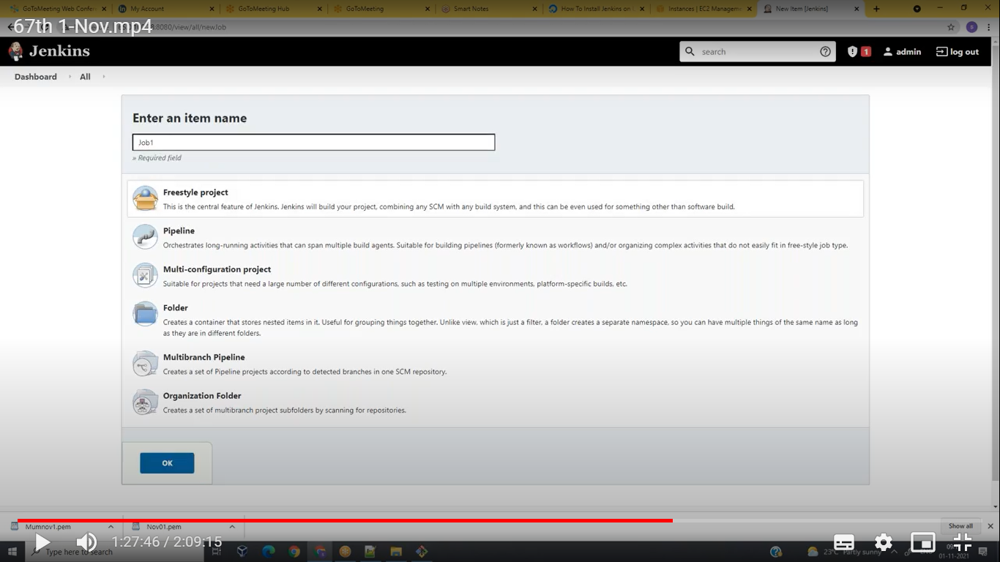 GoToMeeting Web Confer
My Account
GoToMeeting Hub
GoToMeeting
Smart Notes
How To Install Jenkins on
Instances | EC2 Managem
New Item [Jenkins]
67th 1-Nov.mp4
:8080/view/all/newJob
Jenkins
search
1
admin
log out
Dashboard
All
Enter an item name
Job1
» Required field
Freestyle project
This is the central feature of Jenkins. Jenkins will build your project, combining any SCM with any build system, and this can be even used for something other than software build.
Pipeline
Orchestrates long-running activities that can span multiple build agents. Suitable for building pipelines (formerly known as workflows) and/or organizing complex activities that do not easily fit in free-style job type.
Multi-configuration project
Suitable for projects that need a large number of different configurations, such as testing on multiple environments, platform-specific builds, etc.
Folder
Creates a container that stores nested items in it. Useful for grouping things together. Unlike view, which is just a filter, a folder creates a separate namespace, so you can have multiple things of the same name as long
as they are in different folders.
Multibranch Pipeline
Creates a set of Pipeline projects according to detected branches in one SCM repository.
Organization Folder
Creates a set of multibranch project subfolders by scanning for repositories.
OK
Mumnov1.pem
Nov01.pem
Show all
1:27:46 / 2:09:15
Type here to search
23°C Partly sunny
01-11-2021